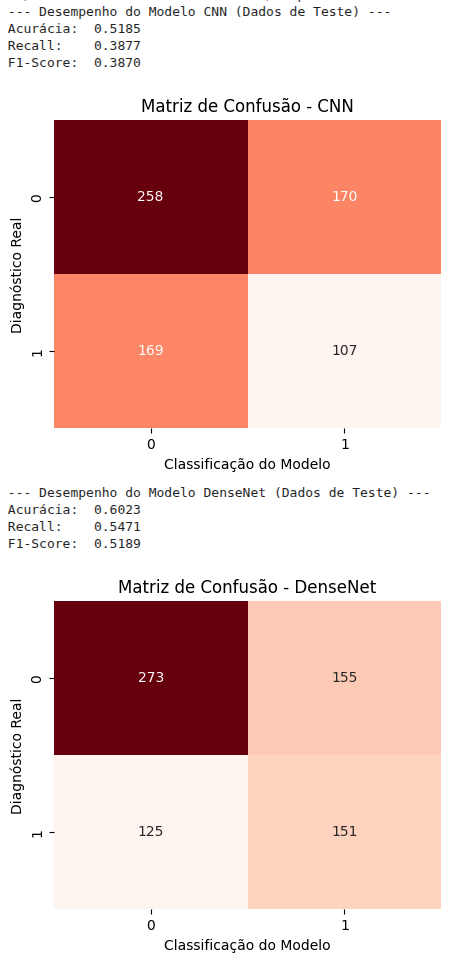 --- Desempenho do Modelo CNN (Dados de Teste) ---
Acurácia: 0.5185
Recall: 0.3877
F1-Score: 0.3870
Matriz de Confusão - CNN
Diagnóstico Real
0
258
170
1
169
107
0
1
Classificação do Modelo
--- Desempenho do Modelo DenseNet (Dados de Teste) ---
Acurácia: 0.6023
Recall: 0.5471
F1-Score: 0.5189
Matriz de Confusão - DenseNet
Diagnóstico Real
0
273
155
1
125
151
0
1
Classificação do Modelo